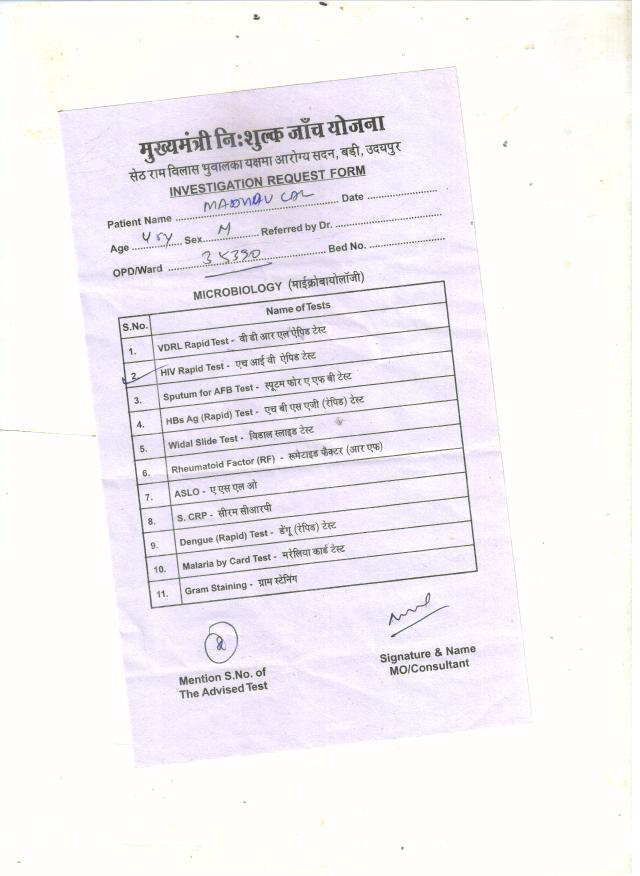 मुख्यमंत्री नि:शुल्क जाँच योजना
सेठ राम विलास भुवालका यक्षमा आरोग्य सदन, बडी, उदयपुर
INVESTIGATION REQUEST FORM
Patient Name MADHAV LAL Date
Age 45y Sex M Referred by Dr.
OPD/Ward 35390 Bed No.
MICROBIOLOGY (माईक्रोबायोलॉजी)
S.No. Name of Tests
1. VDRL Rapid Test - वी डी आर एल ऐपिड टेस्ट
2. HIV Rapid Test - एच आई वी ऐपिड टेस्ट
3. Sputum for AFB Test - स्पूटम फोर ए एफ बी टेस्ट
4. HBs Ag (Rapid) Test - एच बी एस एजी (रेपिड) टेस्ट
5. Widal Slide Test - विडाल स्लाइड टेस्ट
6. Rheumatoid Factor (RF) - रूमेटाइड फैक्टर (आर एफ)
7. ASLO - ए एस एल ओ
8. S. CRP - सीरम सीआरपी
9. Dengue (Rapid) Test - डेंगू (रेपिड) टेस्ट
10. Malaria by Card Test - मरेलिया कार्ड टेस्ट
11. Gram Staining - ग्राम स्टेनिंग
2
Mention S.No. of
The Advised Test
Signature & Name
MO/Consultant